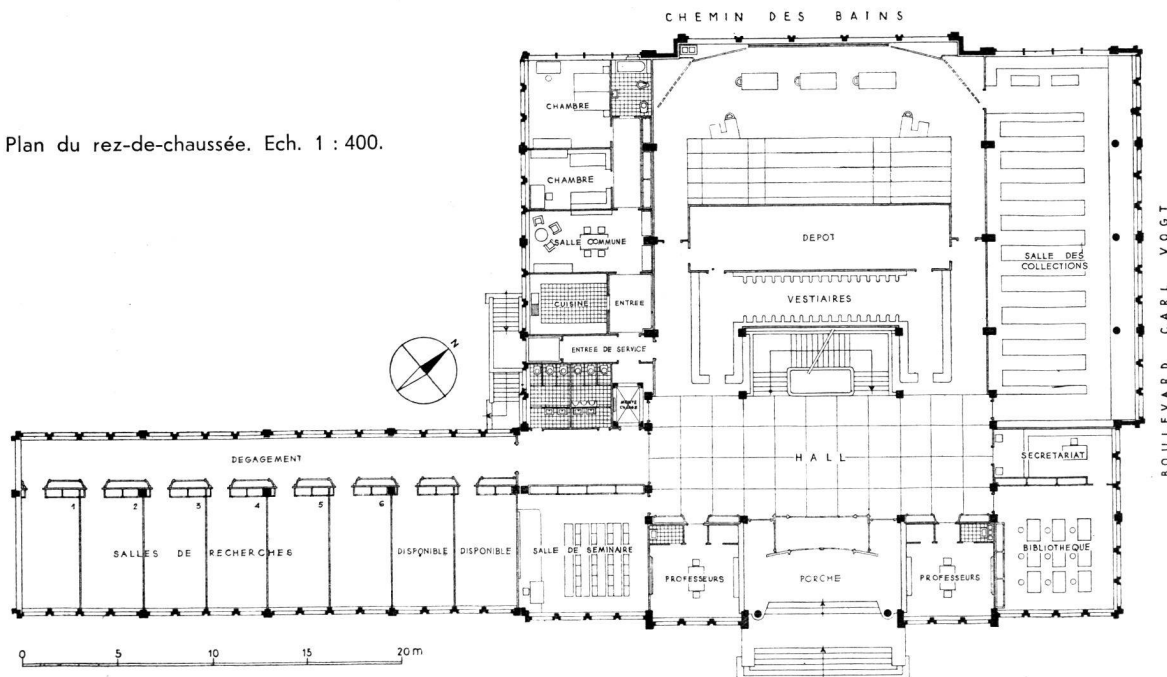 CHEMIN DES BAINS
Plan du rez-de-chaussée. Ech. 1 : 400.
CHAMBRE
CHAMBRE
SALLE COMMUNE
CUISINE
ENTREE
ENTREE DE SERVICE
DEPOT
VESTIAIRES
SALLE DES
COLLECTIONS
BOULEVARD CARL VOGT
N
DEGAGEMENT
HALL
SECRETARIAT
1 2 3 4 5 6
SALLES DE RECHERCHES
DISPONIBLE
DISPONIBLE
SALLE DE SEMINAIRE
PROFESSEURS
PORCHE
PROFESSEURS
BIBLIOTHEQUE
0 5 10 15 20 m